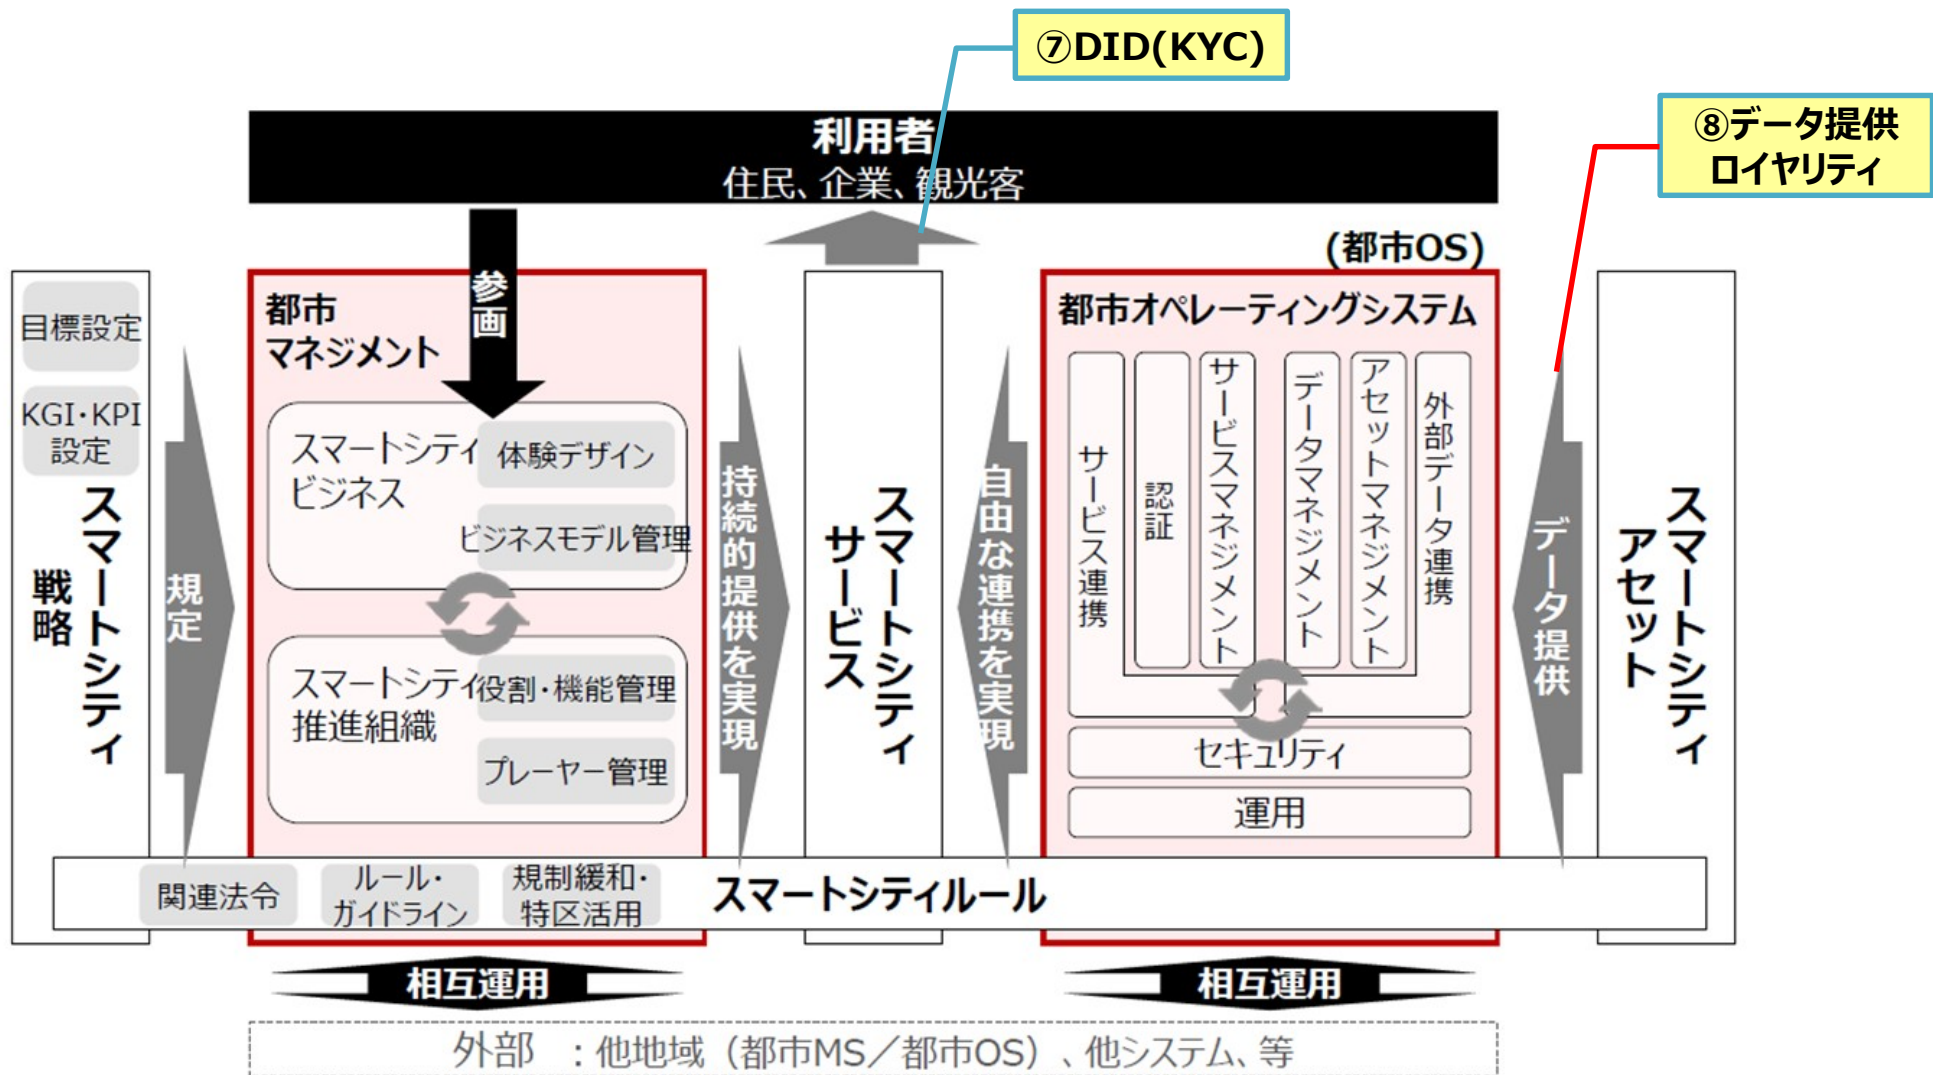 ⑦DID(KYC)
⑧データ提供
ロイヤリティ
利用者
住民、企業、観光客
(都市OS)
目標設定
KGI・KPI
設定
スマートシティ
戦略
規定
都市
マネジメント
参画
スマートシティ
ビジネス
体験デザイン
ビジネスモデル管理
スマートシティ
推進組織
役割・機能管理
プレーヤー管理
持続的提供を実現
スマートシティ
サービス
自由な連携を実現
都市オペレーティングシステム
サービス連携
認証
サービスマネジメント
データマネジメント
アセットマネジメント
外部データ連携
セキュリティ
運用
データ提供
スマートシティ
アセット
関連法令
ルール・
ガイドライン
規制緩和・
特区活用
スマートシティルール
相互運用
相互運用
外部 ：他地域（都市MS／都市OS）、他システム、等